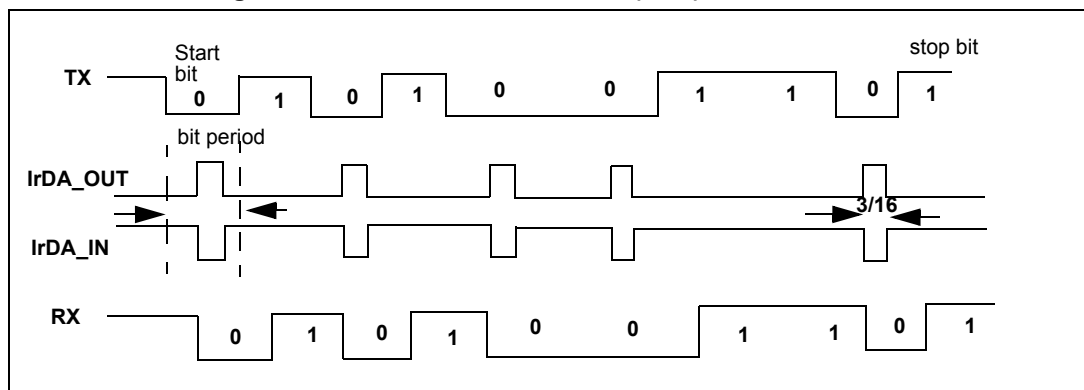 Start
bit
stop bit
TX
0 1 0 1 0 0 1 1 0 1
bit period
IrDA_OUT
3/16
IrDA_IN
RX
0 1 0 1 0 0 1 1 0 1